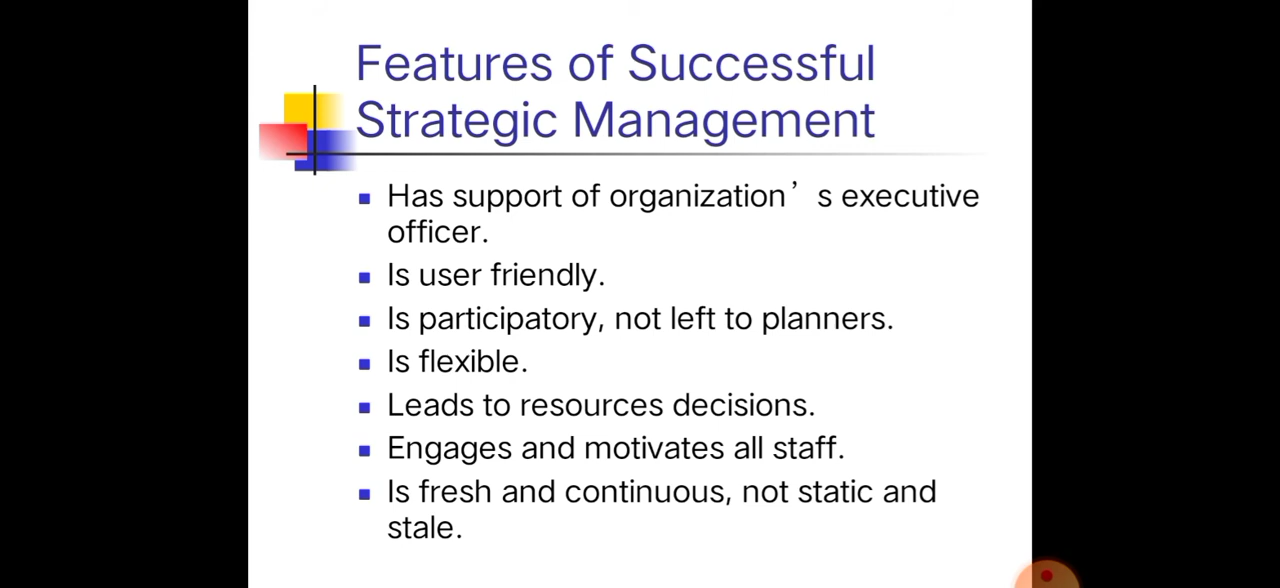 Features of Successful
Strategic Management
Has support of organization’ s executive
officer.
Is user friendly.
Is participatory, not left to planners.
Is flexible.
Leads to resources decisions.
Engages and motivates all staff.
Is fresh and continuous, not static and
stale.